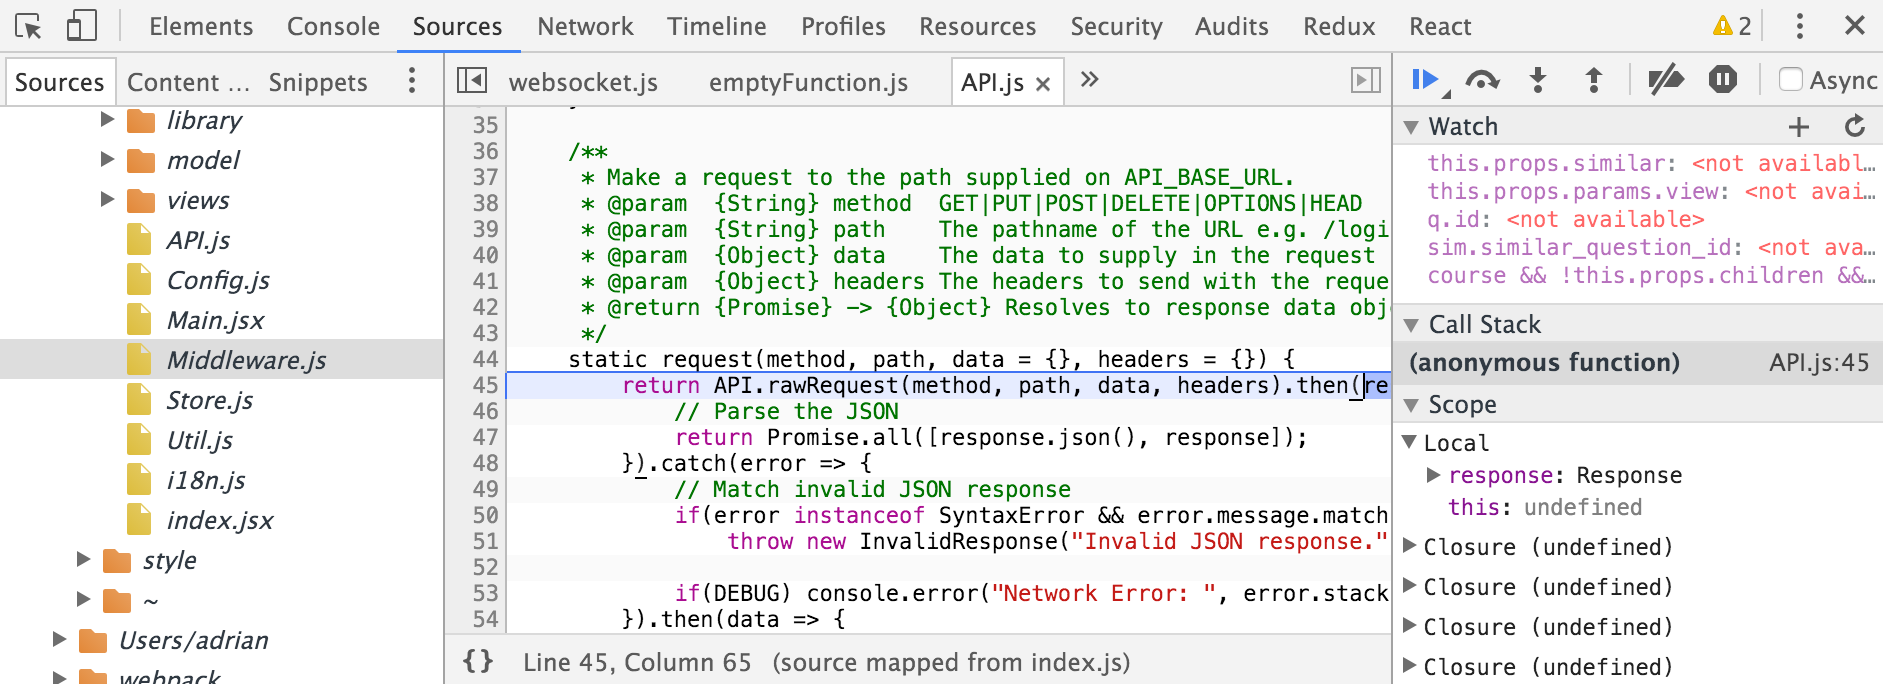 Elements Console Sources Network Timeline Profiles Resources Security Audits Redux React 2
Sources Content ... Snippets
library
model
views
API.js
Config.js
Main.jsx
Middleware.js
Store.js
Util.js
i18n.js
index.jsx
style
~
Users/adrian
webpack
websocket.js emptyFunction.js API.js × »
35
36 /**
37 * Make a request to the path supplied on API_BASE_URL.
38 * @param {String} method GET|PUT|POST|DELETE|OPTIONS|HEAD
39 * @param {String} path The pathname of the URL e.g. /logi
40 * @param {Object} data The data to supply in the request
41 * @param {Object} headers The headers to send with the reque
42 * @return {Promise} -> {Object} Resolves to response data obj
43 */
44 static request(method, path, data = {}, headers = {}) {
45 return API.rawRequest(method, path, data, headers).then(re
46 // Parse the JSON
47 return Promise.all([response.json(), response]);
48 }).catch(error => {
49 // Match invalid JSON response
50 if(error instanceof SyntaxError && error.message.match
51 throw new InvalidResponse("Invalid JSON response."
52
53 if(DEBUG) console.error("Network Error: ", error.stack
54 }).then(data => {
{} Line 45, Column 65 (source mapped from index.js)
Async
Watch
this.props.similar: <not availabl...
this.props.params.view: <not avai...
q.id: <not available>
sim.similar_question_id: <not ava...
course && !this.props.children &&...
Call Stack
(anonymous function) API.js:45
Scope
Local
response: Response
this: undefined
Closure (undefined)
Closure (undefined)
Closure (undefined)
Closure (undefined)